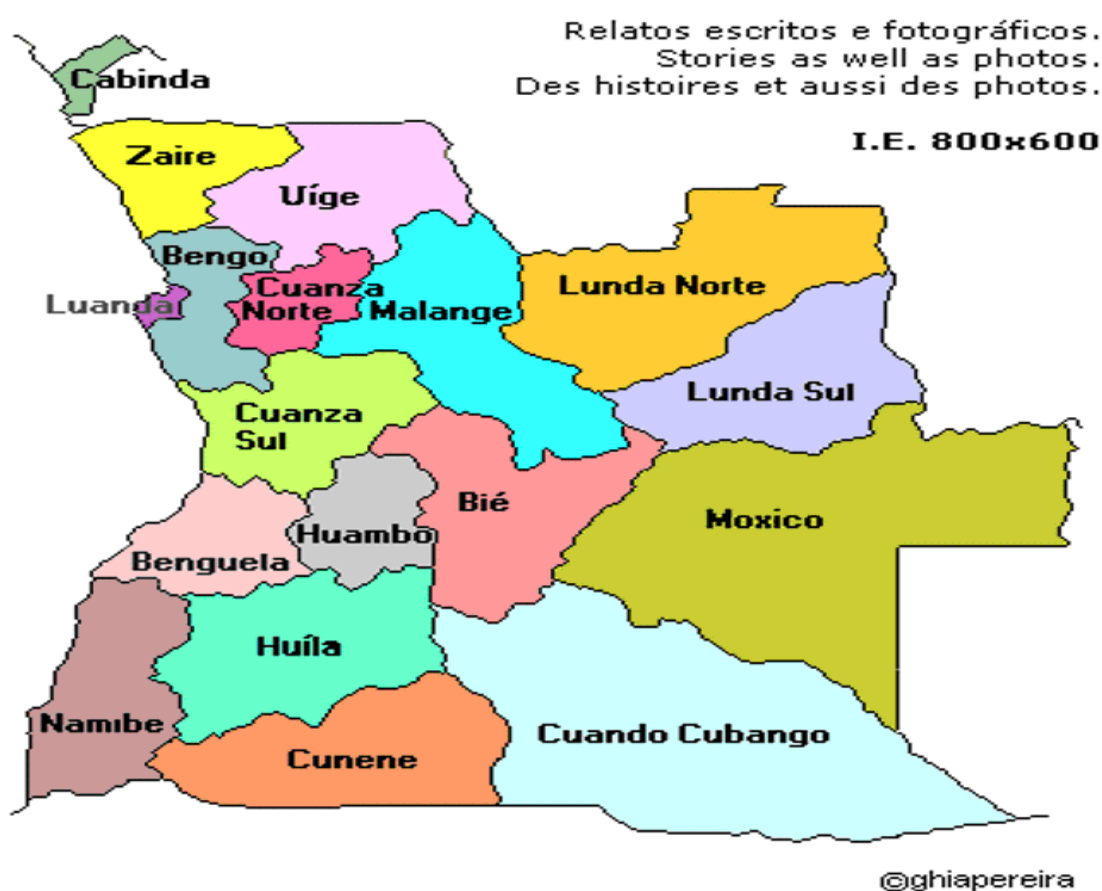 Relatos escritos e fotográficos.
Stories as well as photos.
Des histoires et aussi des photos.
I.E. 800x600
Cabinda
Zaire
Uíge
Bengo
Luanda
Cuanza
Norte
Malange
Lunda Norte
Lunda Sul
Cuanza
Sul
Bié
Moxico
Huambo
Benguela
Huíla
Namibe
Cunene
Cuando Cubango
©ghiapereira